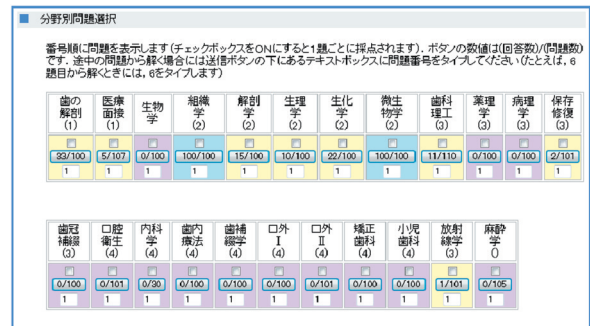 分野別問題選択
番号順に問題を表示します(チェックボックスをONにすると1題ごとに採点されます). ボタンの数値は(回答数)/(問題数)
です. 途中の問題から解く場合には送信ボタンの下にあるテキストボックスに問題番号をタイプしてください(たとえば, 6
題目から解くときには, 6をタイプします)
歯の解剖(1) 医療面接(1) 生物学 組織学(2) 解剖学(2) 生理学(2) 生化学(2) 微生物学(2) 歯科理工(3) 薬理学(3) 病理学(3) 保存修復(3)
33/100 5/107 0/100 100/100 15/100 10/100 22/100 100/100 11/110 0/100 0/100 2/101
1 1 1 1 1 1 1 1 1 1 1 1
歯冠補綴(3) 口腔衛生(4) 内科学(4) 歯内療法(4) 歯補綴学(4) 口外I(4) 口外II(4) 矯正歯科(4) 小児歯科(4) 放射線学(3) 麻酔学()
0/100 0/101 0/30 0/100 0/100 0/100 0/101 0/100 0/100 1/101 0/105
1 1 1 1 1 1 1 1 1 1 1